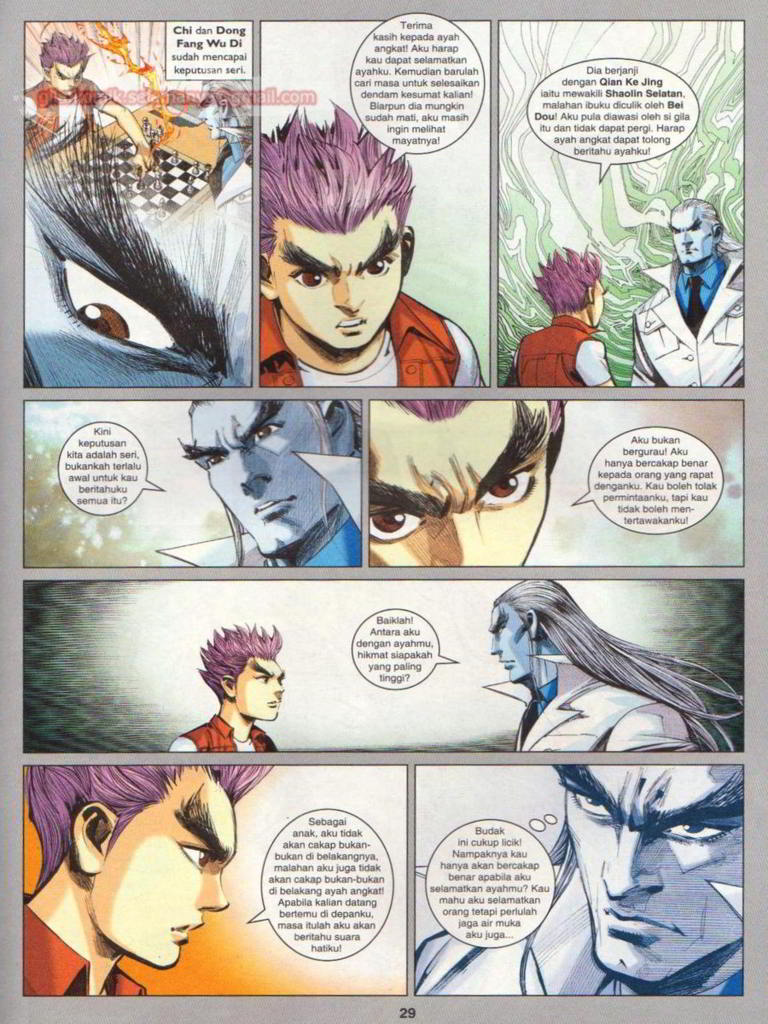 Chi dan Dong
Fang Wu Di
sudah mencapai
keputusan seri.
Terima
kasih kepada ayah
angkat! Aku harap
kau dapat selamatkan
ayahku. Kemudian barulah
cari masa untuk selesaikan
dendam kesumat kalian!
Biarpun dia mungkin
sudah mati, aku masih
ingin melihat
mayatnya!
Dia berjanji
dengan Qian Ke Jing
iaitu mewakili Shaolin Selatan,
malahan ibuku diculik oleh Bei
Dou! Aku pula diawasi oleh si gila
itu dan tidak dapat pergi. Harap
ayah angkat dapat tolong
beritahu ayahku!
Kini
keputusan
kita adalah seri,
bukankah terlalu
awal untuk kau
beritahuku
semua itu?
Aku bukan
bergurau! Aku
hanya bercakap benar
kepada orang yang rapat
denganku. Kau boleh tolak
permintaanku, tapi kau
tidak boleh men-
tertawakanku!
Baiklah!
Antara aku
dengan ayahmu,
hikmat siapakah
yang paling
tinggi?
Sebagai
anak, aku tidak
akan cakap bukan-
bukan di belakangnya,
malahan aku juga tidak
akan cakap bukan-bukan
di belakang ayah angkat!
Apabila kalian datang
bertemu di depanku,
masa itulah aku akan
beritahu suara
hatiku!
Budak
ini cukup licik!
Nampaknya kau
hanya akan bercakap
benar apabila aku
selamatkan ayahmu? Kau
mahu aku selamatkan
orang tetapi perlulah
jaga air muka
aku juga...
29